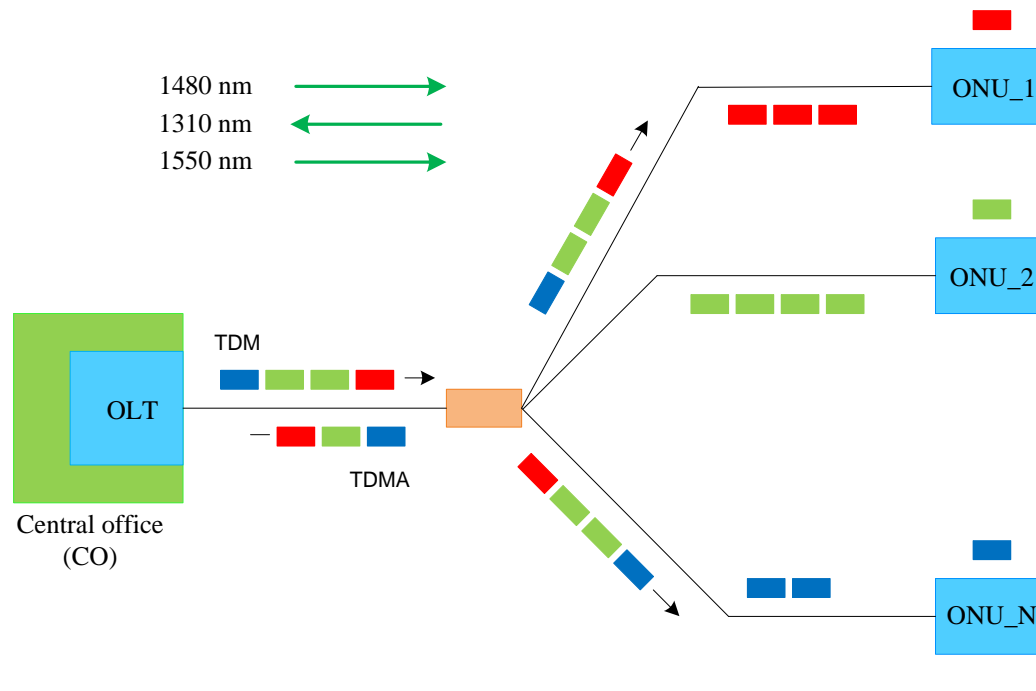 1480 nm
1310 nm
1550 nm
ONU_1
ONU_2
TDM
OLT
TDMA
Central office
(CO)
ONU_N